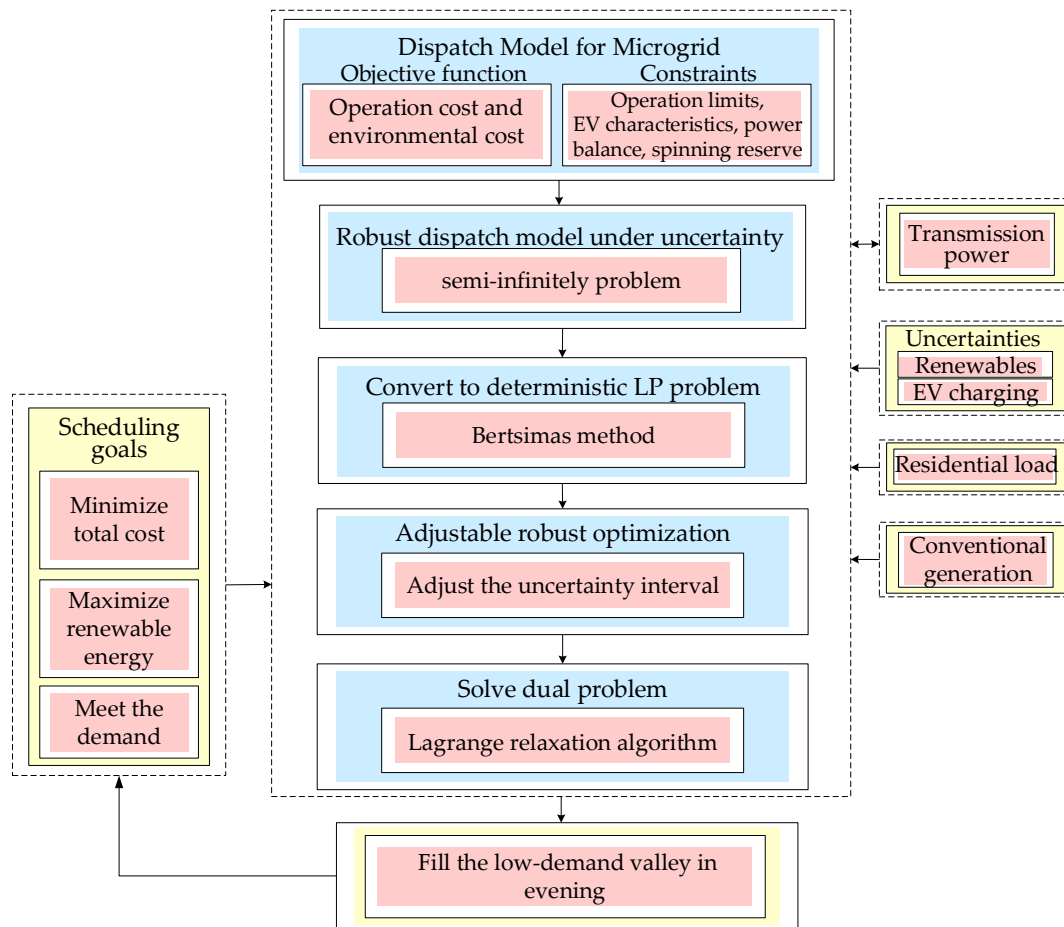 Dispatch Model for Microgrid
Objective function
Operation cost and
environmental cost
Constraints
Operation limits,
EV characteristics, power
balance, spinning reserve
Robust dispatch model under uncertainty
semi-infinitely problem
Convert to deterministic LP problem
Bertsimas method
Adjustable robust optimization
Adjust the uncertainty interval
Solve dual problem
Lagrange relaxation algorithm
Fill the low-demand valley in
evening
Scheduling
goals
Minimize
total cost
Maximize
renewable
energy
Meet the
demand
Transmission
power
Uncertainties
Renewables
EV charging
Residential load
Conventional
generation